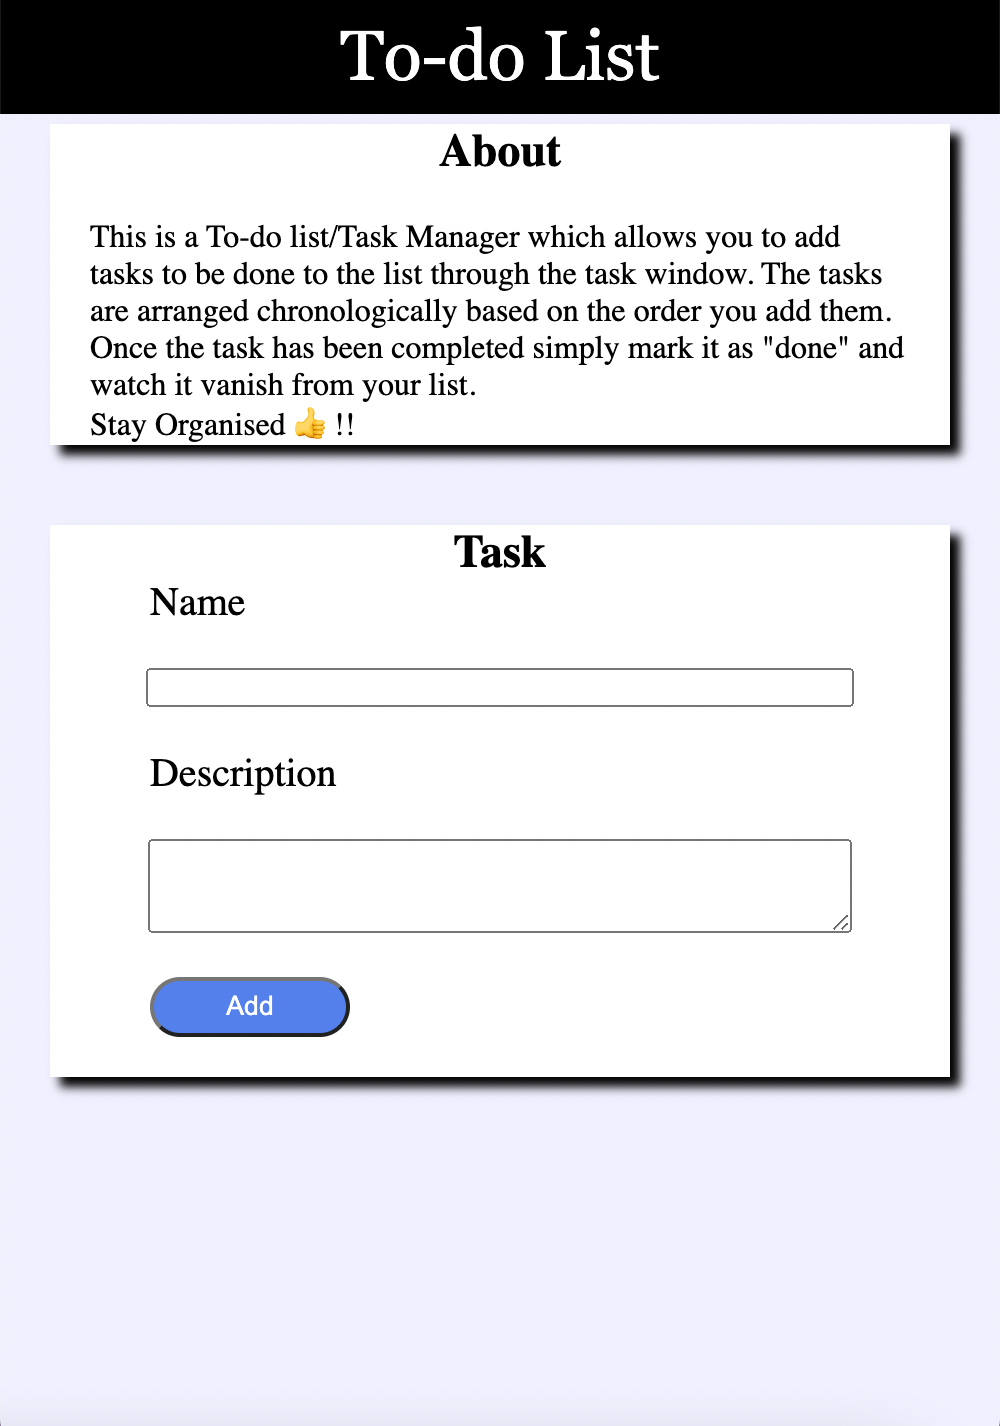 To-do List
About
This is a To-do list/Task Manager which allows you to add
tasks to be done to the list through the task window. The tasks
are arranged chronologically based on the order you add them.
Once the task has been completed simply mark it as "done" and
watch it vanish from your list.
Stay Organised 👍 !!
Task
Name
Description
Add